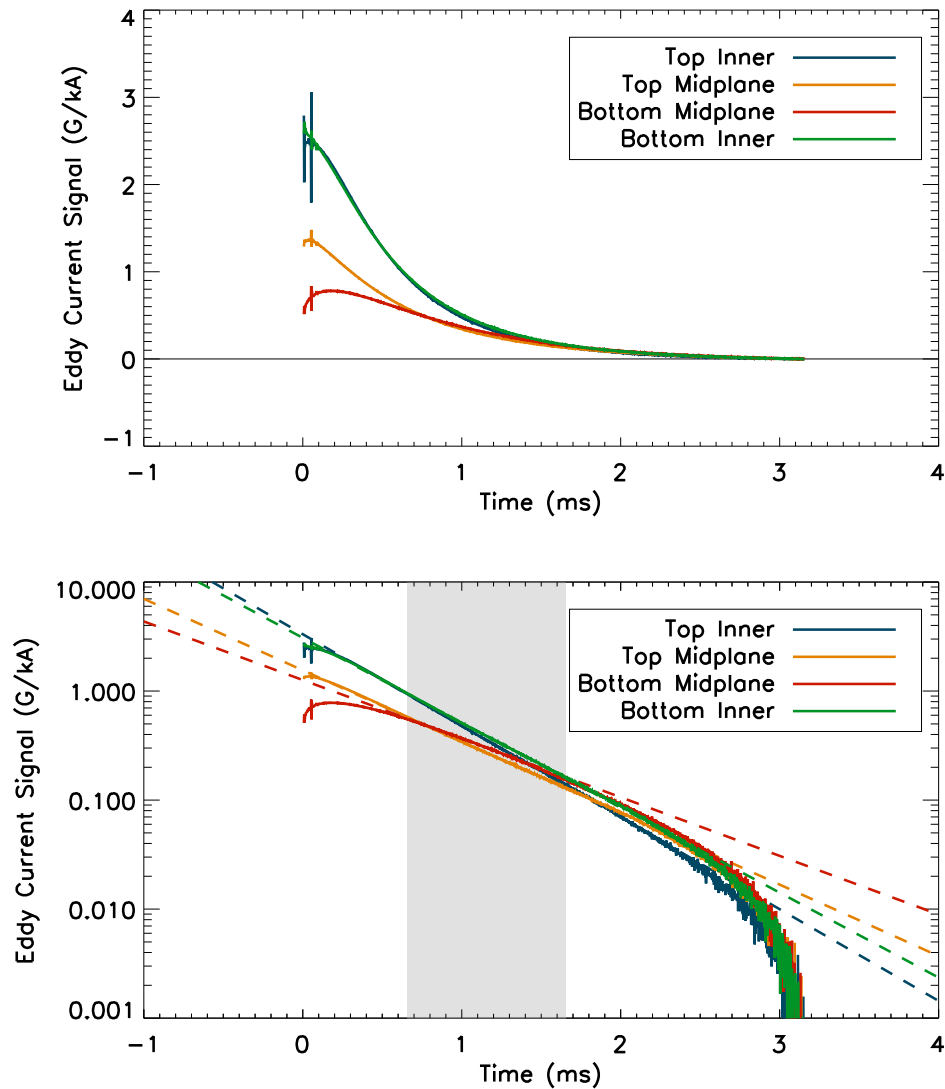 4
3
2
1
0
−1
Eddy Current Signal (G/kA)
Top Inner
Top Midplane
Bottom Midplane
Bottom Inner
−1 0 1 2 3 4
Time (ms)
10.000
1.000
0.100
0.010
0.001
Eddy Current Signal (G/kA)
Top Inner
Top Midplane
Bottom Midplane
Bottom Inner
−1 0 1 2 3 4
Time (ms)